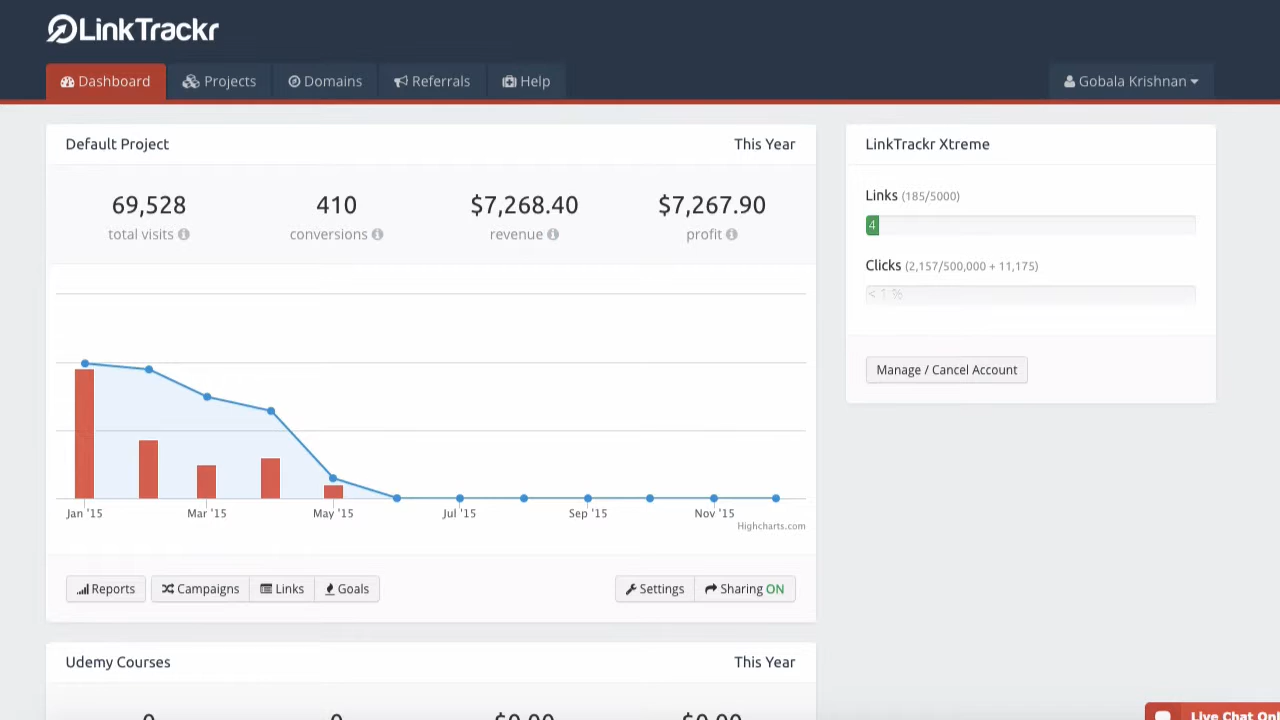 LinkTrackr
Dashboard Projects Domains Referrals Help Gobala Krishnan
Default Project This Year
69,528 410 $7,268.40 $7,267.90
total visits conversions revenue profit
Jan '15 Mar '15 May '15 Jul '15 Sep '15 Nov '15
Highcharts.com
Reports Campaigns Links Goals Settings Sharing ON
Udemy Courses This Year
LinkTrackr Xtreme
Links (185/5000)
4
Clicks (2,157/500,000 + 11,175)
< 1 %
Manage / Cancel Account
Live Chat